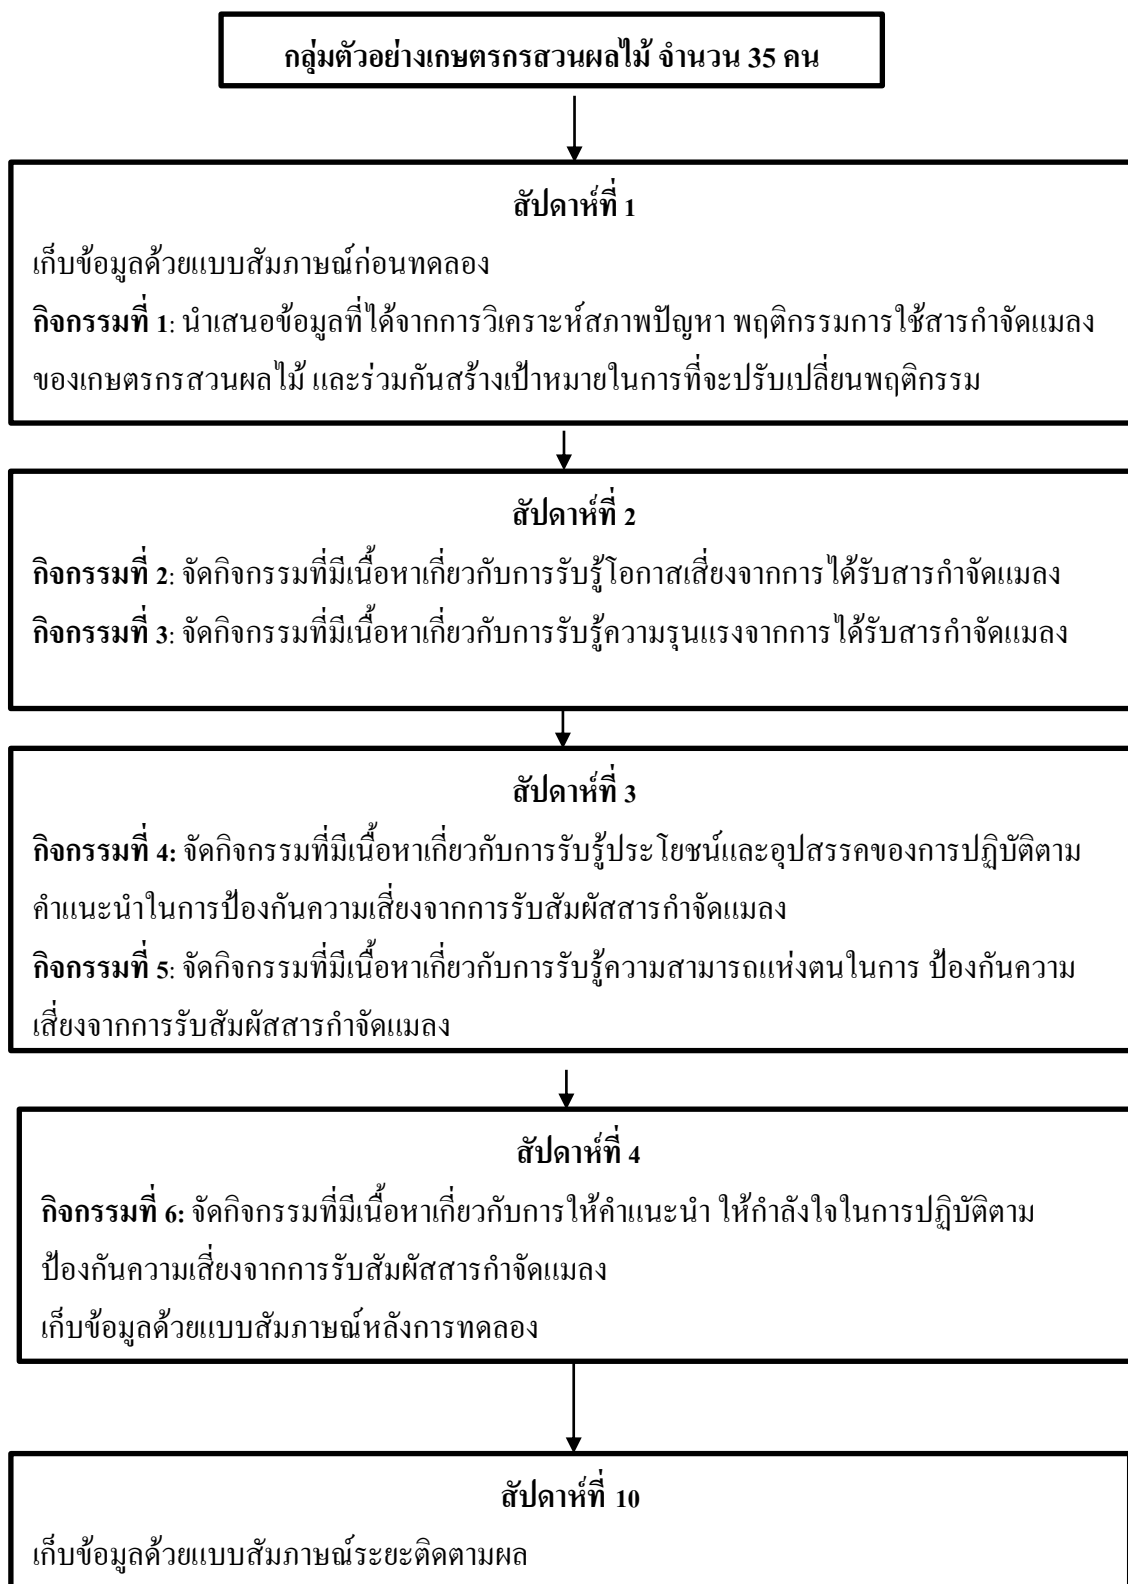 กลุ่มตัวอย่างเกษตรกรสวนผลไม้ จำนวน 35 คน
สัปดาห์ที่ 1
เก็บข้อมูลด้วยแบบสัมภาษณ์ก่อนทดลอง
กิจกรรมที่ 1: นำเสนอข้อมูลที่ได้จากการวิเคราะห์สภาพปัญหา พฤติกรรมการใช้สารกำจัดแมลง
ของเกษตรกรสวนผลไม้ และร่วมกันสร้างเป้าหมายในการที่จะปรับเปลี่ยนพฤติกรรม
สัปดาห์ที่ 2
กิจกรรมที่ 2: จัดกิจกรรมที่มีเนื้อหาเกี่ยวกับการรับรู้โอกาสเสี่ยงจากการได้รับสารกำจัดแมลง
กิจกรรมที่ 3: จัดกิจกรรมที่มีเนื้อหาเกี่ยวกับการรับรู้ความรุนแรงจากการได้รับสารกำจัดแมลง
สัปดาห์ที่ 3
กิจกรรมที่ 4: จัดกิจกรรมที่มีเนื้อหาเกี่ยวกับการรับรู้ประโยชน์และอุปสรรคของการปฏิบัติตาม
คำแนะนำในการป้องกันความเสี่ยงจากการรับสัมผัสสารกำจัดแมลง
กิจกรรมที่ 5: จัดกิจกรรมที่มีเนื้อหาเกี่ยวกับการรับรู้ความสามารถแห่งตนในการ ป้องกันความ
เสี่ยงจากการรับสัมผัสสารกำจัดแมลง
สัปดาห์ที่ 4
กิจกรรมที่ 6: จัดกิจกรรมที่มีเนื้อหาเกี่ยวกับการให้คำแนะนำ ให้กำลังใจในการปฏิบัติตาม
ป้องกันความเสี่ยงจากการรับสัมผัสสารกำจัดแมลง
เก็บข้อมูลด้วยแบบสัมภาษณ์หลังการทดลอง
สัปดาห์ที่ 10
เก็บข้อมูลด้วยแบบสัมภาษณ์ระยะติดตามผล